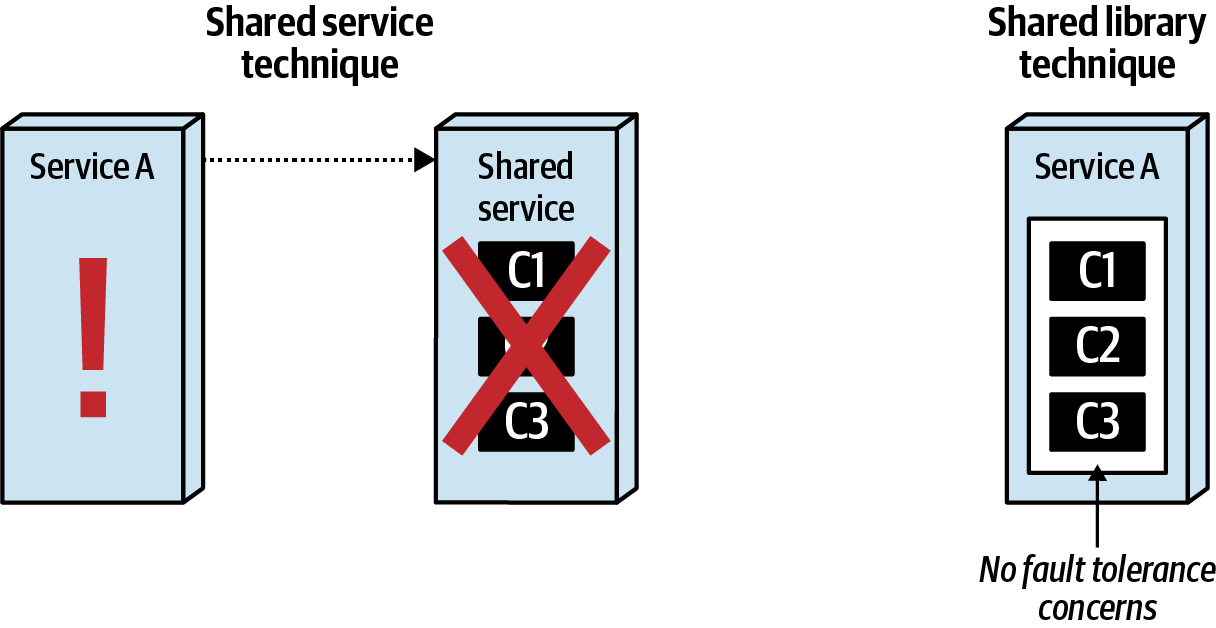 Shared service
technique
Shared library
technique
Service A
!
Shared
service
C1
C3
Service A
C1
C2
C3
No fault tolerance
concerns